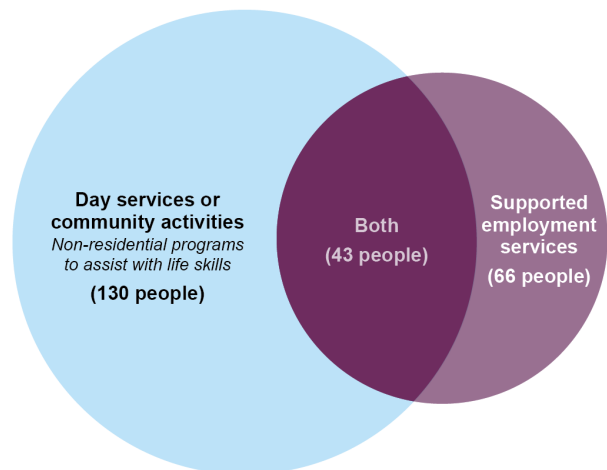 Day services or
community activities
Non-residential programs
to assist with life skills
(130 people)
Both
(43 people)
Supported
employment
services
(66 people)